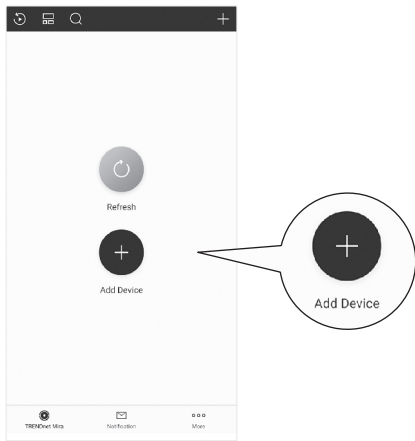 Refresh
Add Device
Add Device
TRENDnet Mira
Notification
More